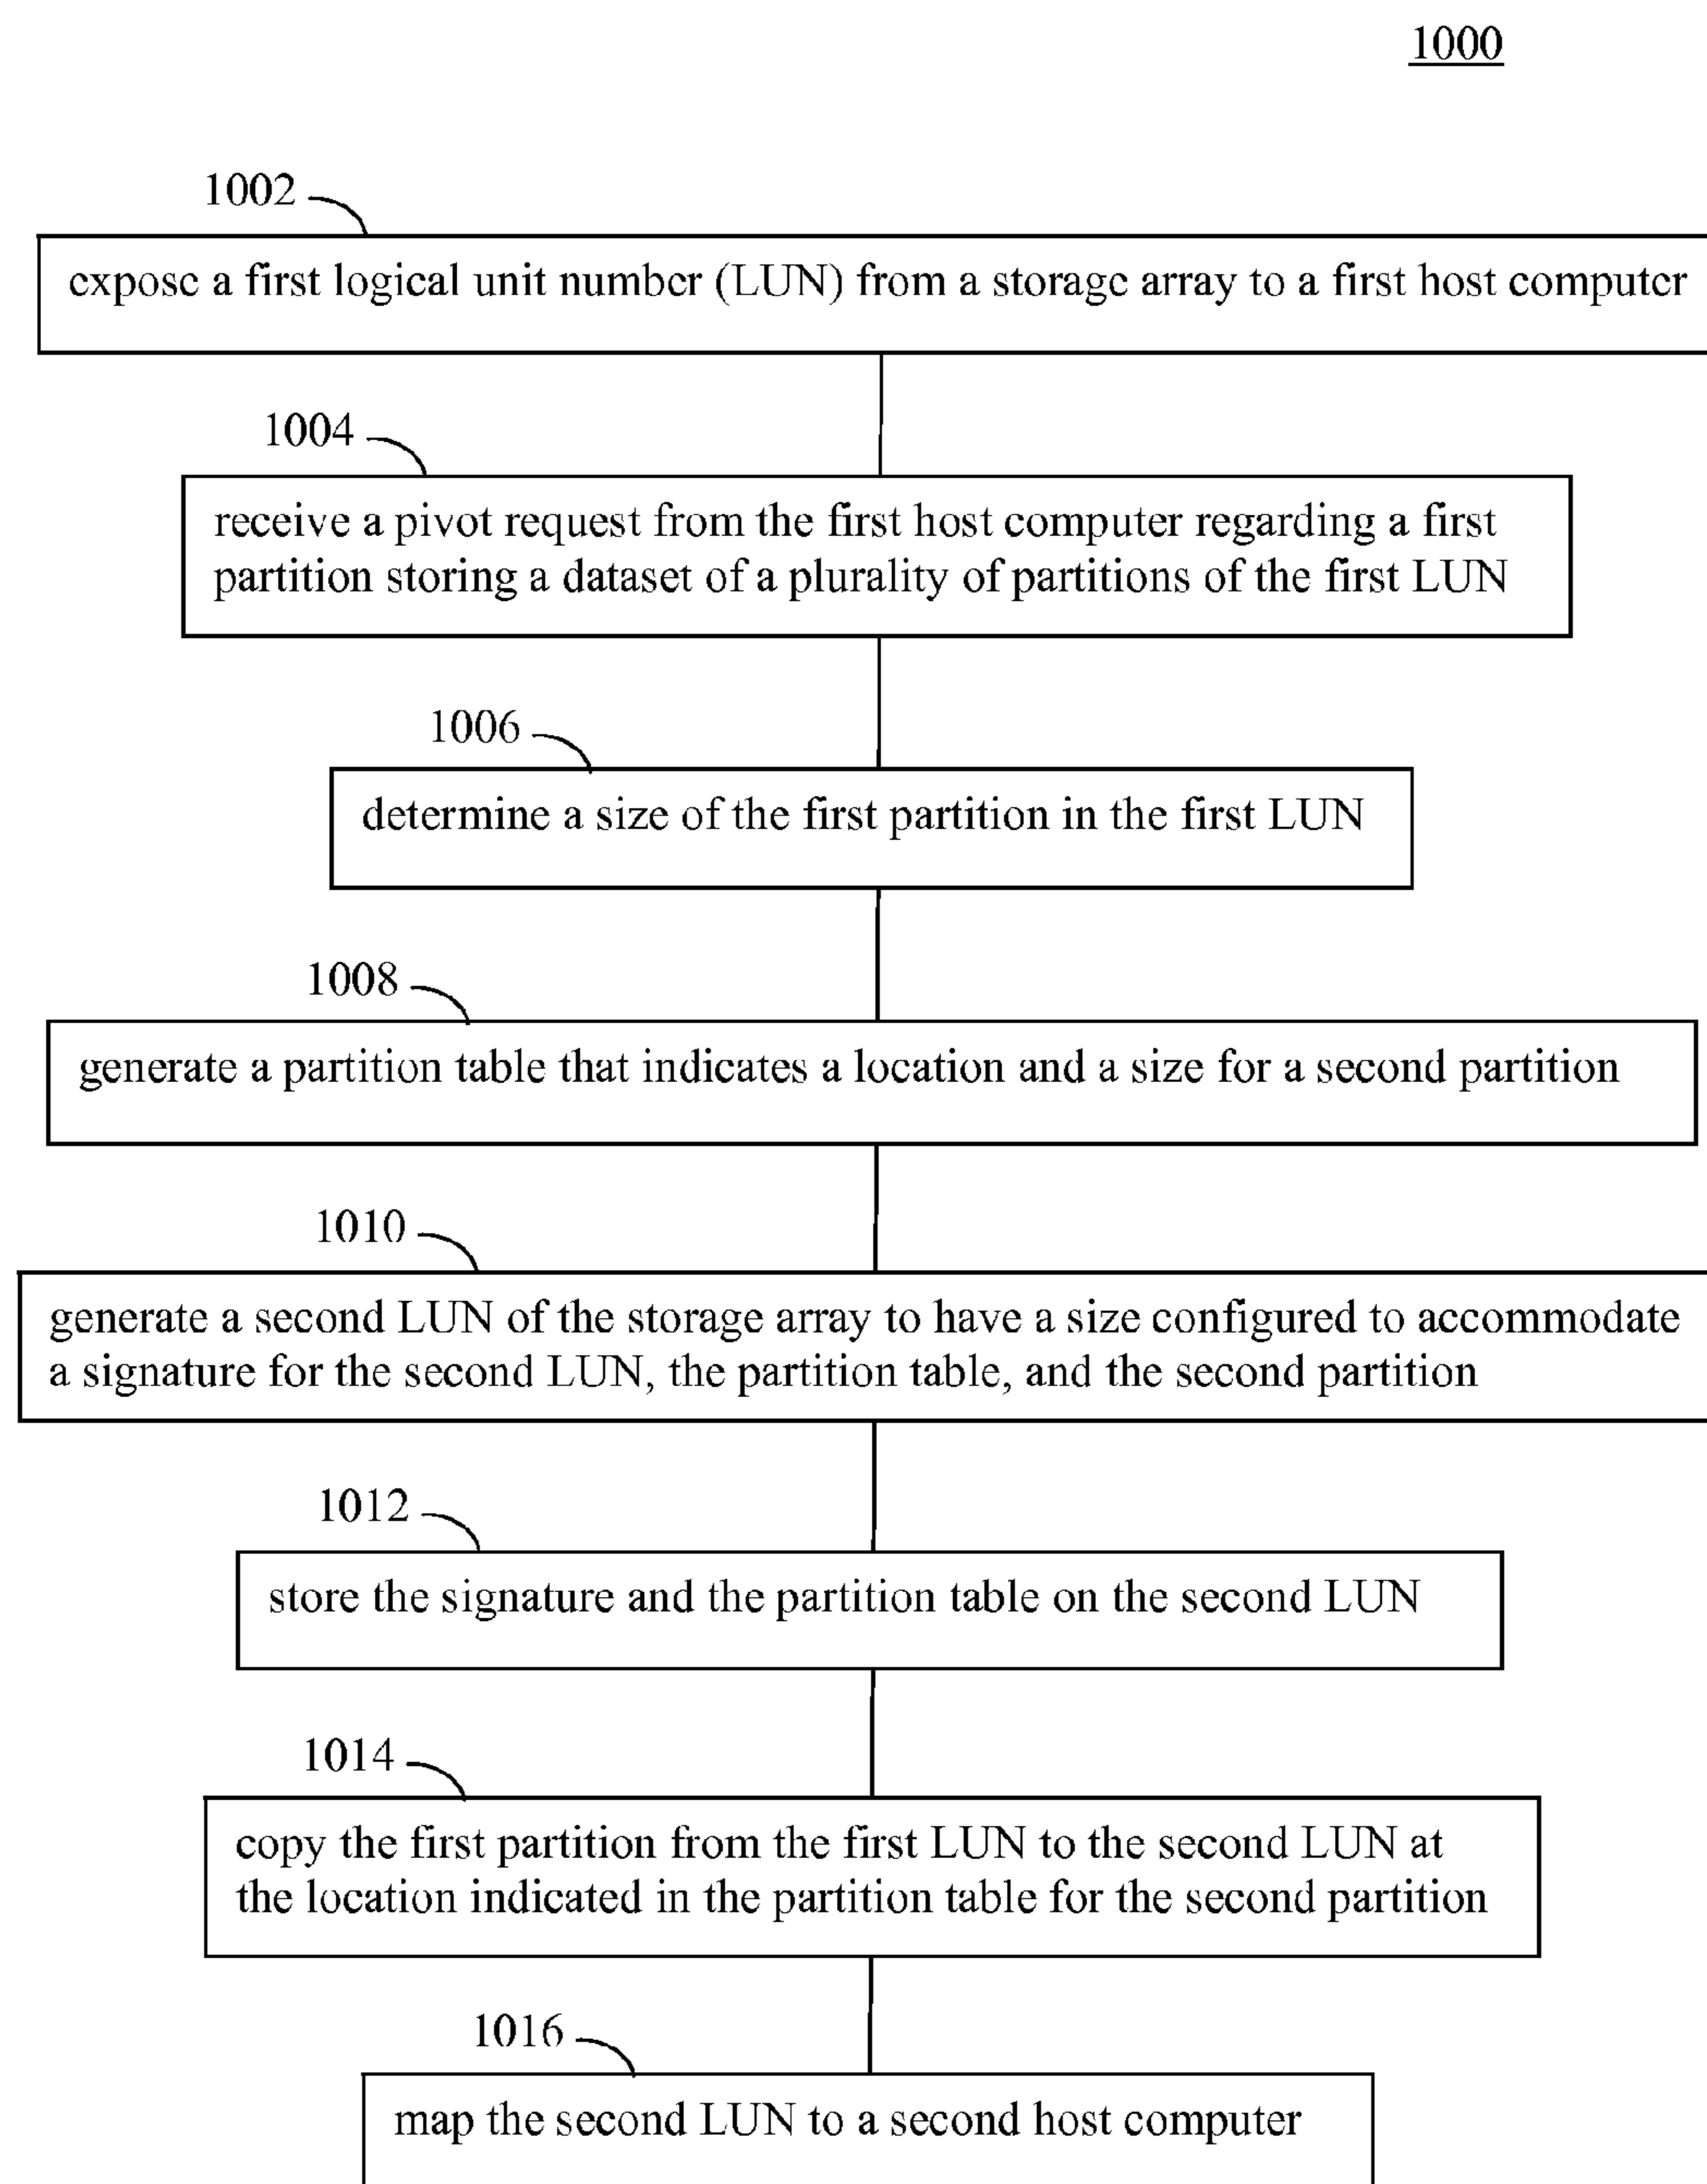 1000
1002
expose a first logical unit number (LUN) from a storage array to a first host computer
1004
receive a pivot request from the first host computer regarding a first
partition storing a dataset of a plurality of partitions of the first LUN
1006
determine a size of the first partition in the first LUN
1008
generate a partition table that indicates a location and a size for a second partition
1010
generate a second LUN of the storage array to have a size configured to accommodate
a signature for the second LUN, the partition table, and the second partition
1012
store the signature and the partition table on the second LUN
1014
copy the first partition from the first LUN to the second LUN at
the location indicated in the partition table for the second partition
1016
map the second LUN to a second host computer